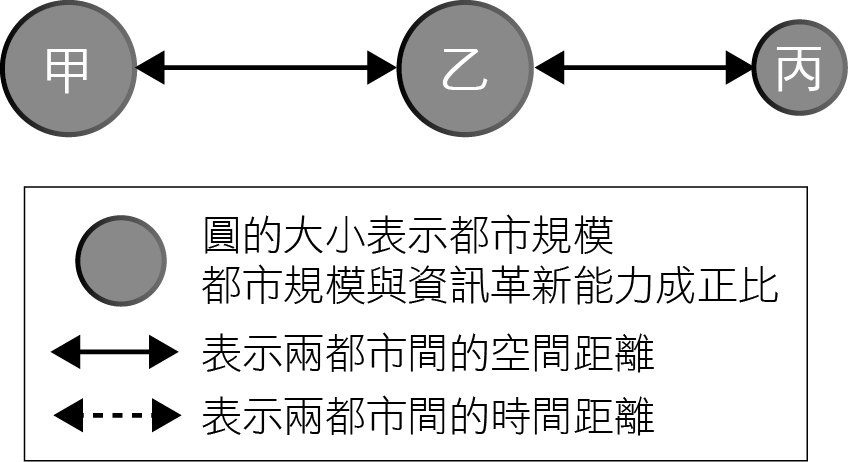 甲 乙 丙
圓的大小表示都市規模
都市規模與資訊革新能力成正比
表示兩都市間的空間距離
表示兩都市間的時間距離